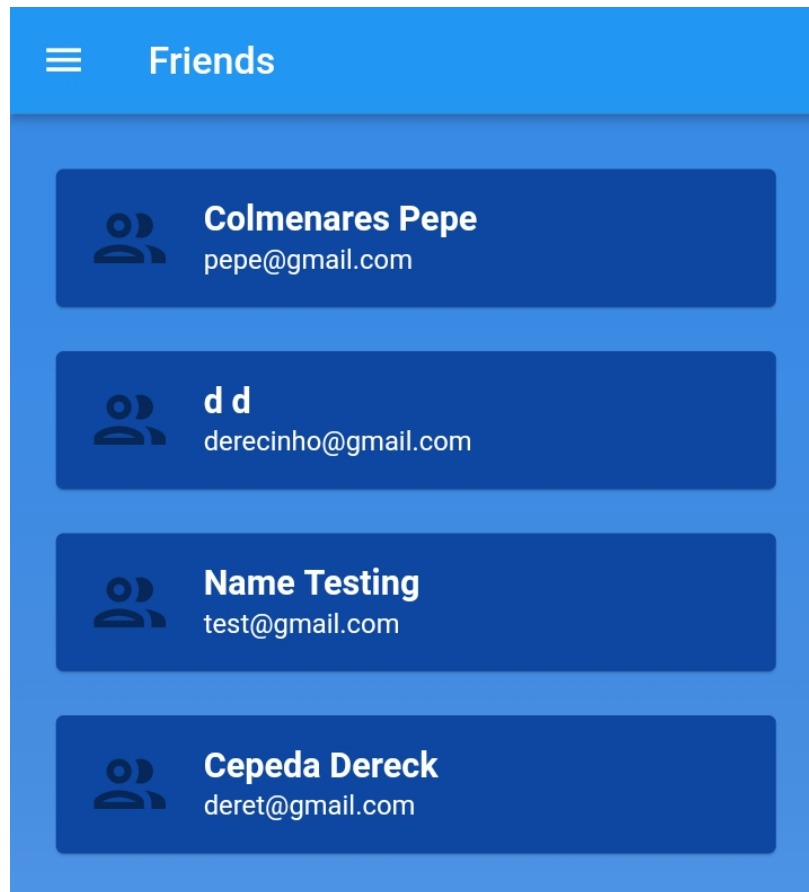 Friends
Colmenares Pepe
pepe@gmail.com
d d
derecinho@gmail.com
Name Testing
test@gmail.com
Cepeda Dereck
deret@gmail.com